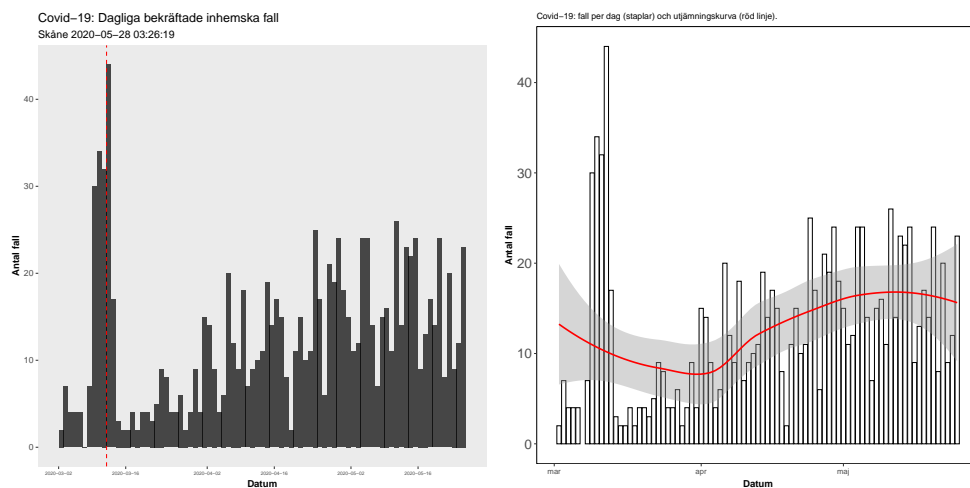 Covid−19: Dagliga bekräftade inhemska fall
Skåne 2020−05−28 03:26:19
Antal fall
40
30
20
10
0
2020−03−02
2020−03−16
2020−04−02
2020−04−16
2020−05−02
2020−05−16
Datum
Covid−19: fall per dag (staplar) och utjämningskurva (röd linje).
Antal fall
40
30
20
10
0
mar
apr
maj
Datum